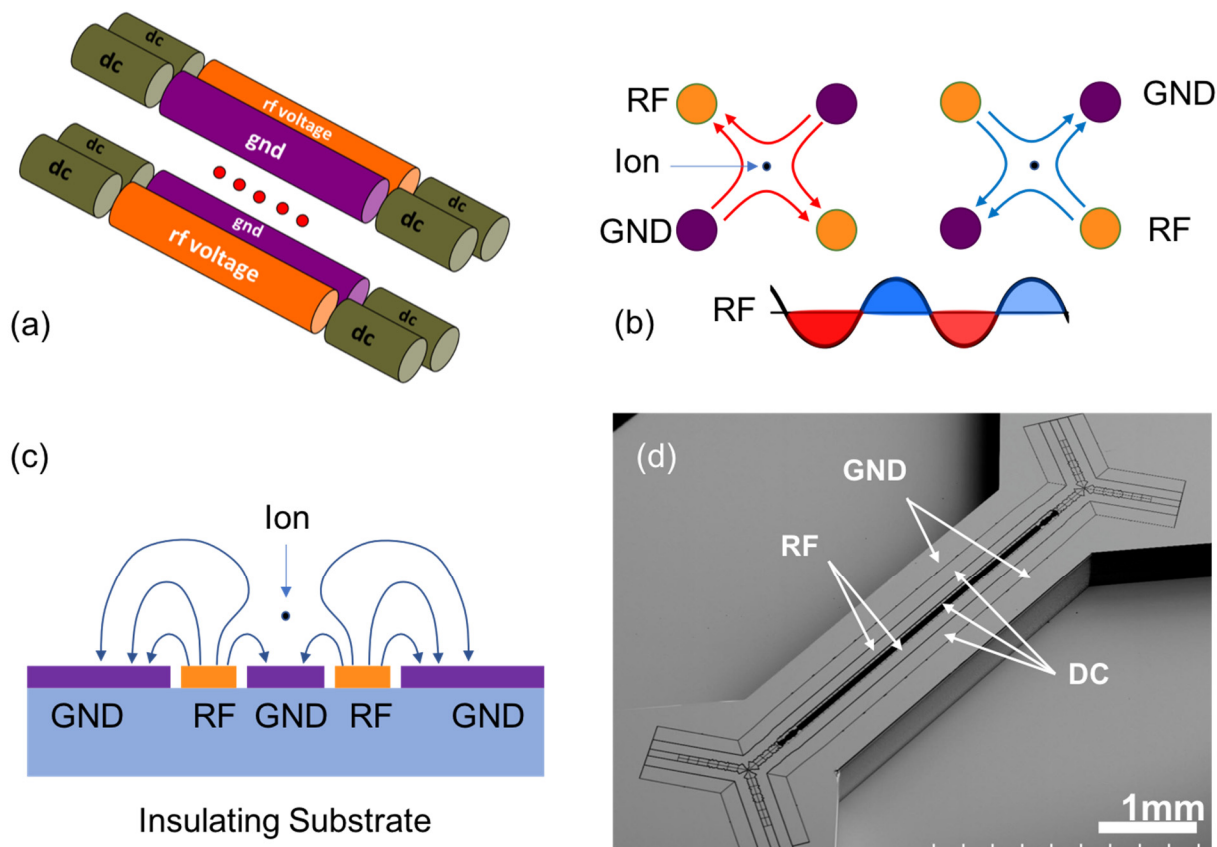 (a)
dc
dc
rf voltage
gnd
dc
dc
gnd
rf voltage
dc
dc
dc
dc
(b)
RF
GND
Ion
GND
RF
RF
(c)
Ion
GND
RF
GND
RF
GND
Insulating Substrate
(d)
GND
RF
DC
1mm